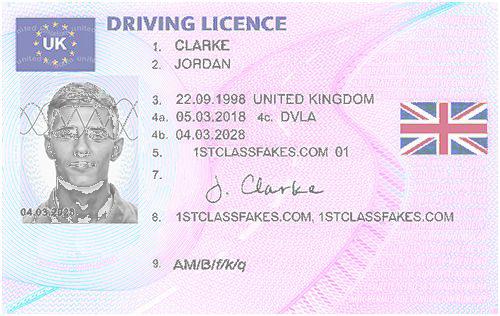 DRIVING LICENCE
UK
1. CLARKE
2. JORDAN
3. 22.09.1998 UNITED KINGDOM
4a. 05.03.2018 4c. DVLA
4b. 04.03.2028
5. 1STCLASSFAKES.COM 01
7.
J. Clarke
04.03.2028
8. 1STCLASSFAKES.COM, 1STCLASSFAKES.COM
9. AM/B/f/k/q